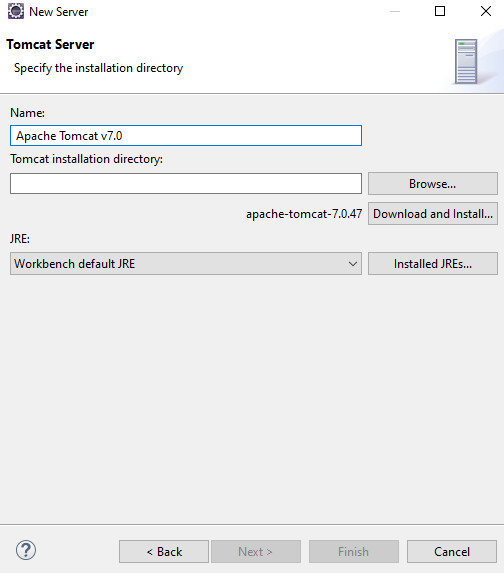 New Server
Tomcat Server
Specify the installation directory
Name:
Apache Tomcat v7.0
Tomcat installation directory:
Browse...
apache-tomcat-7.0.47 Download and Install...
JRE:
Workbench default JRE Installed JREs...
? < Back Next > Finish Cancel